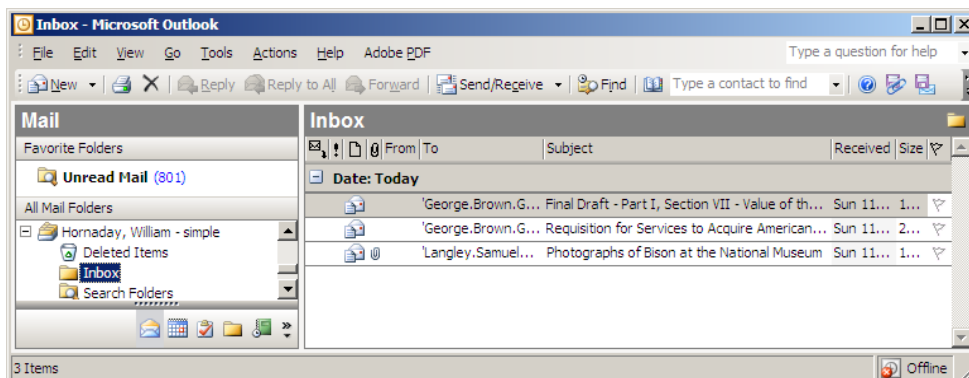 Inbox - Microsoft Outlook
File Edit View Go Tools Actions Help Adobe PDF Type a question for help
New Reply Reply to All Forward Send/Receive Find Type a contact to find
Mail
Favorite Folders
Unread Mail (801)
All Mail Folders
Hornaday, William - simple
Deleted Items
Inbox
Search Folders
Inbox
From To Subject Received Size
Date: Today
'George.Brown.G... Final Draft - Part I, Section VII - Value of th... Sun 11... 1...
'George.Brown.G... Requisition for Services to Acquire American... Sun 11... 2...
'Langley.Samuel... Photographs of Bison at the National Museum Sun 11... 1...
3 Items Offline